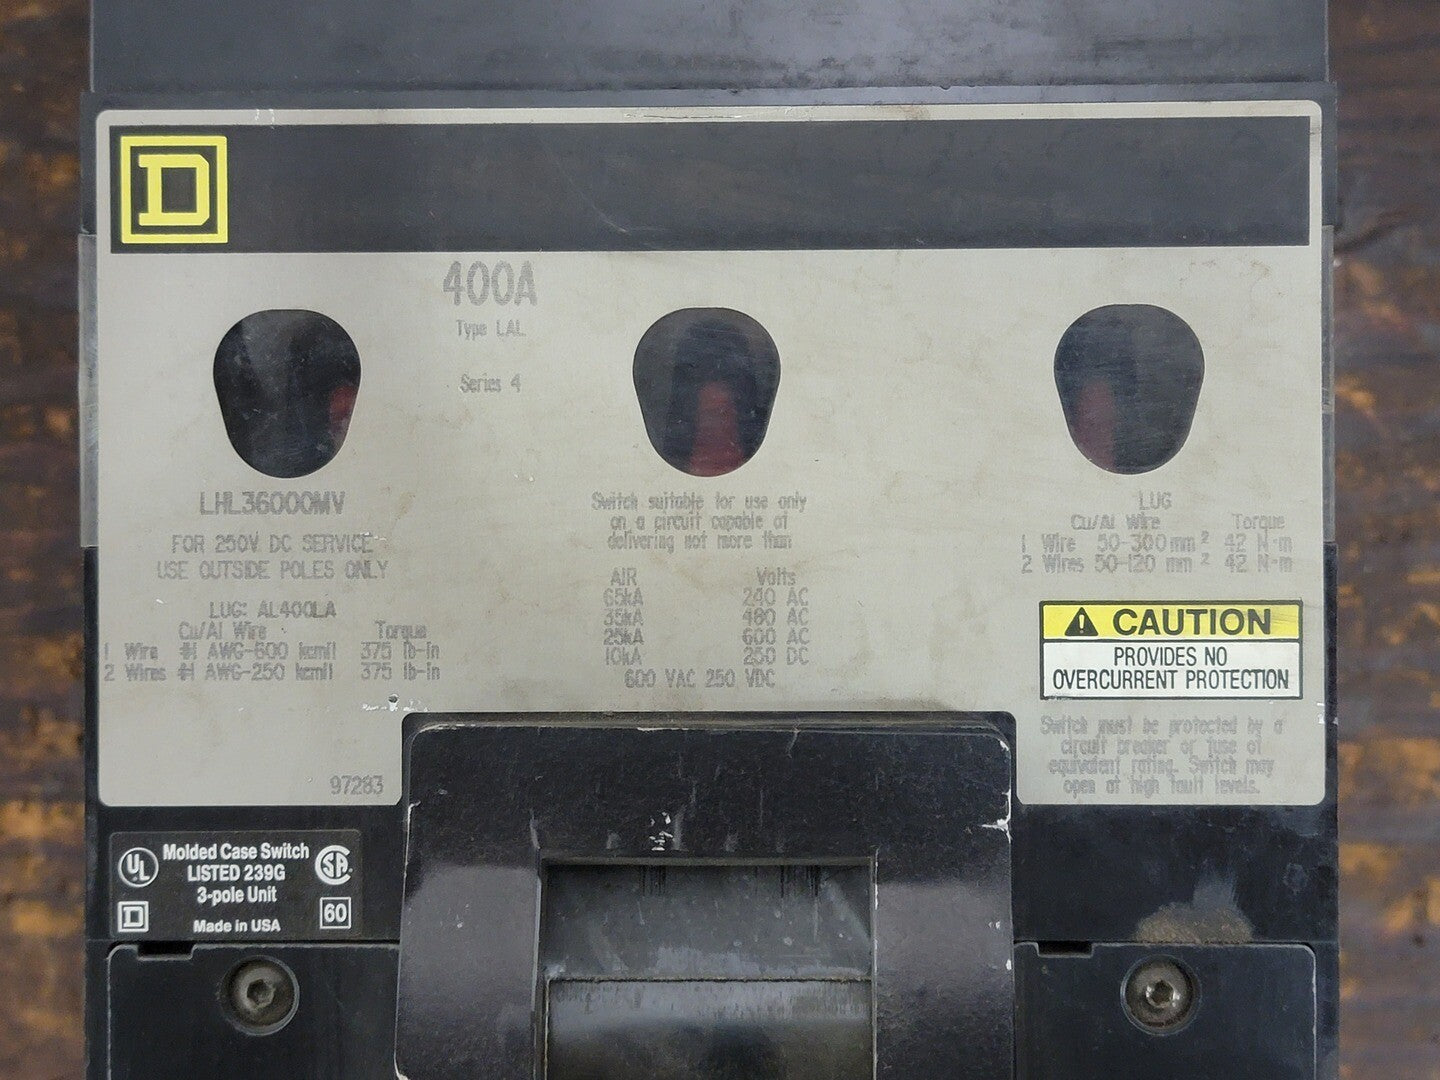 D
400A
Type LAL
Series 4
LHL36000MV
FOR 250V DC SERVICE
USE OUTSIDE POLES ONLY
LUG: AL400LA
Cu/Al Wire Torque
1 Wire #1 AWG-600 kcmil 375 lb-in
2 Wires #1 AWG-250 kcmil 375 lb-in
97283
Switch suitable for use only
on a circuit capable of
delivering not more than
AIR Volts
65kA 240 AC
35kA 480 AC
25kA 600 AC
10kA 250 DC
600 VAC 250 VDC
LUG
Cu/Al Wire Torque
1 Wire 50-300 mm² 42 N-m
2 Wires 50-120 mm² 42 N-m
CAUTION
PROVIDES NO
OVERCURRENT PROTECTION
Switch must be protected by a
circuit breaker or fuse of
equivalent rating. Switch may
open at high fault levels.
UL
Molded Case Switch
LISTED 239G
3-pole Unit
Made in USA
SA
D
60